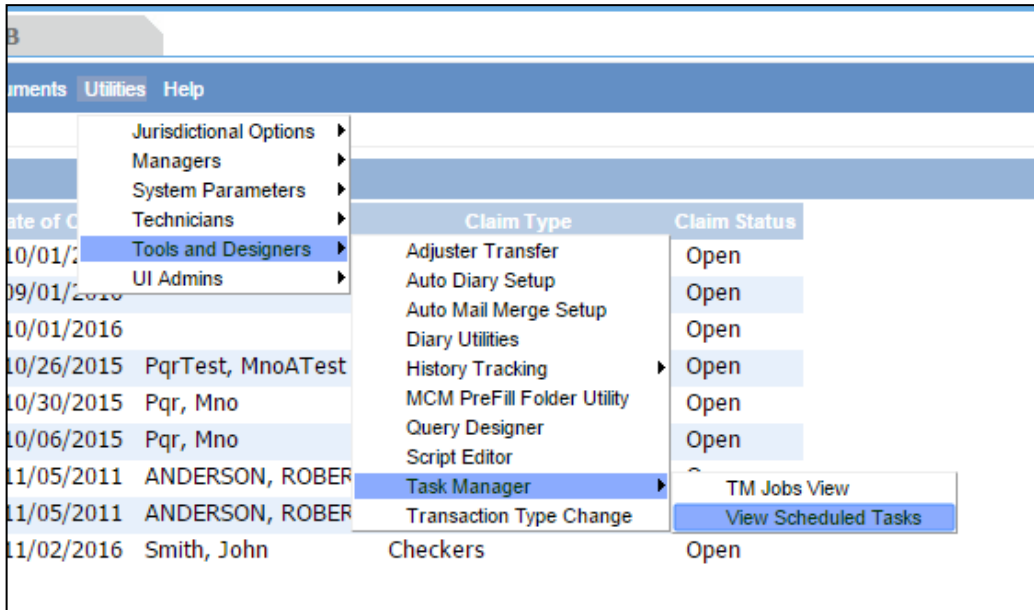 B
uments Utilities Help
Jurisdictional Options
Managers
System Parameters
Technicians
Tools and Designers
UI Admins
ate of C Claim Type Claim Status
Adjuster Transfer
Auto Diary Setup
Auto Mail Merge Setup
Diary Utilities
History Tracking
MCM PreFill Folder Utility
Query Designer
Script Editor
Task Manager
Transaction Type Change
TM Jobs View
View Scheduled Tasks
10/01/2 Open
09/01/2016 Open
10/01/2016 Open
10/26/2015 PqrTest, MnoATest Open
10/30/2015 Pqr, Mno Open
10/06/2015 Pqr, Mno Open
11/05/2011 ANDERSON, ROBER
11/05/2011 ANDERSON, ROBER
11/02/2016 Smith, John Checkers Open